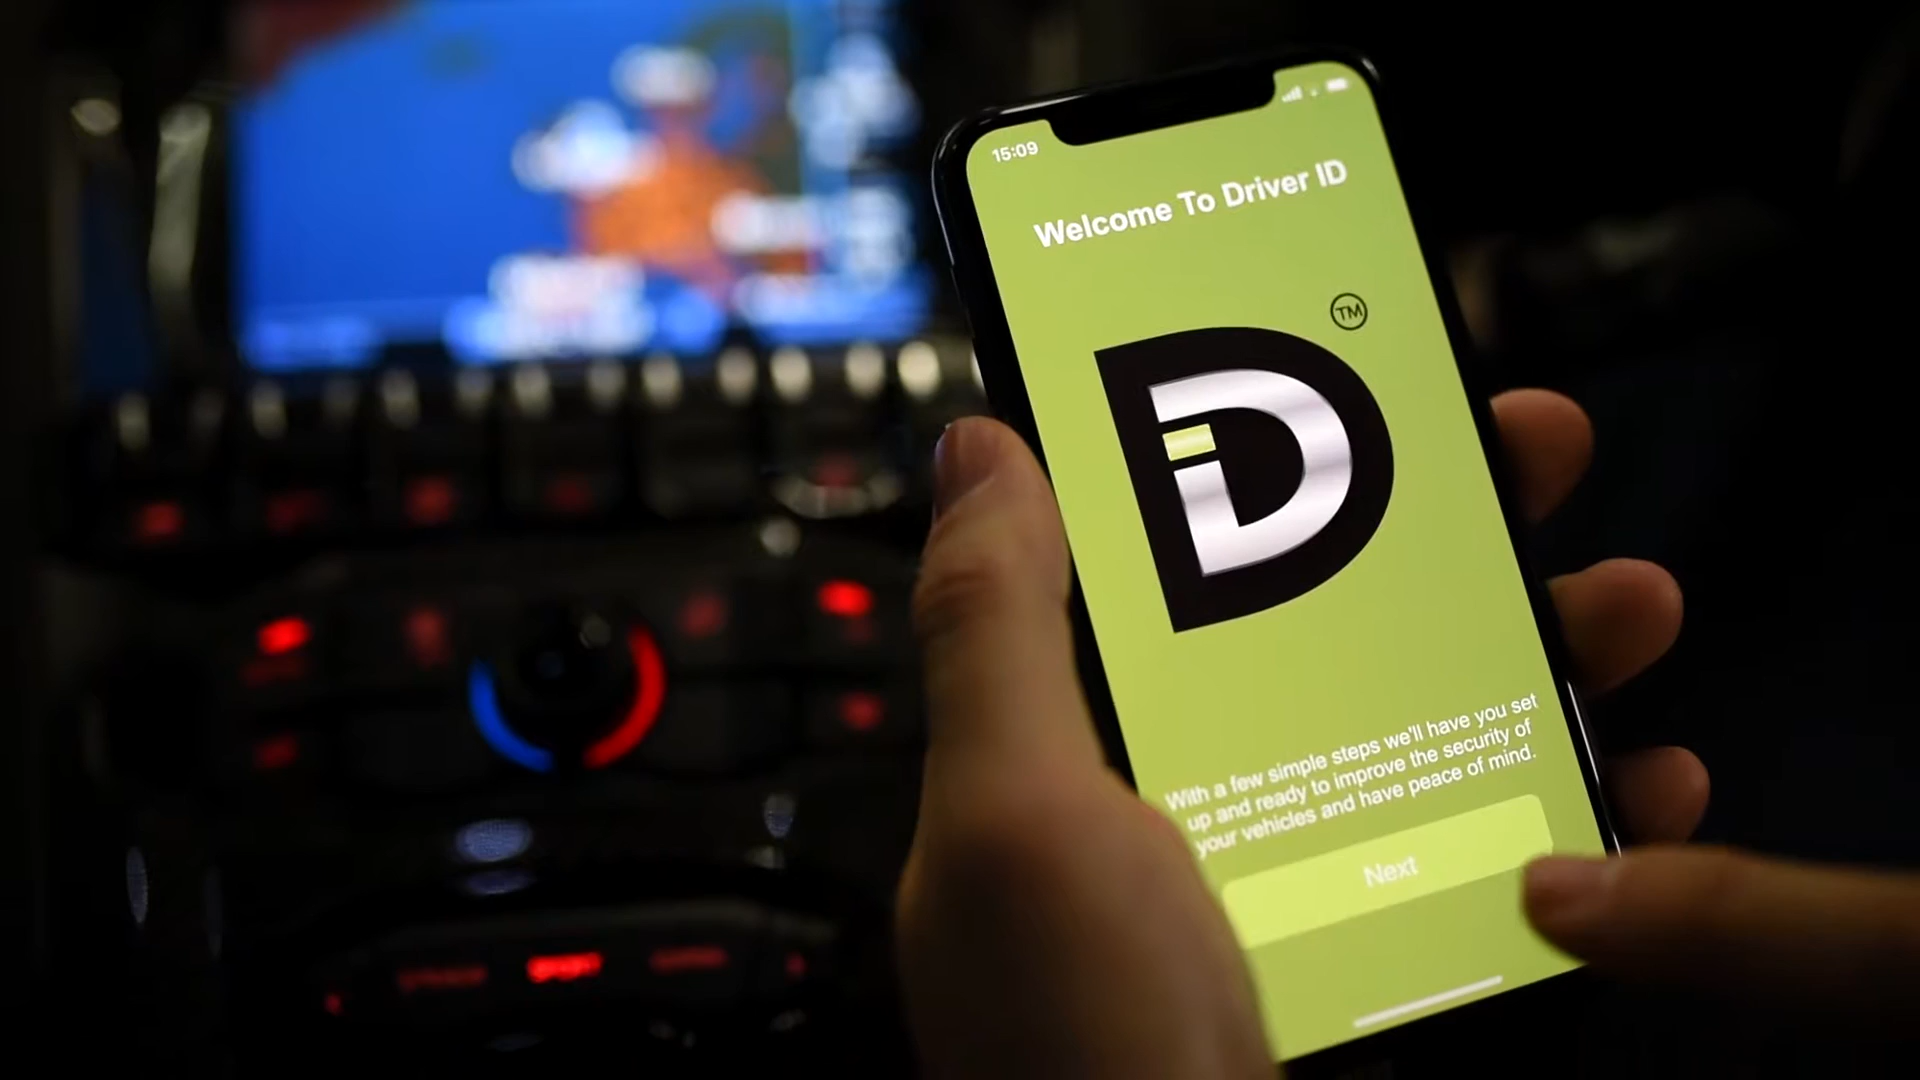 15:09
Welcome To Driver ID
TM
iD
With a few simple steps we'll have you set
up and ready to improve the security of
your vehicles and have peace of mind.
Next